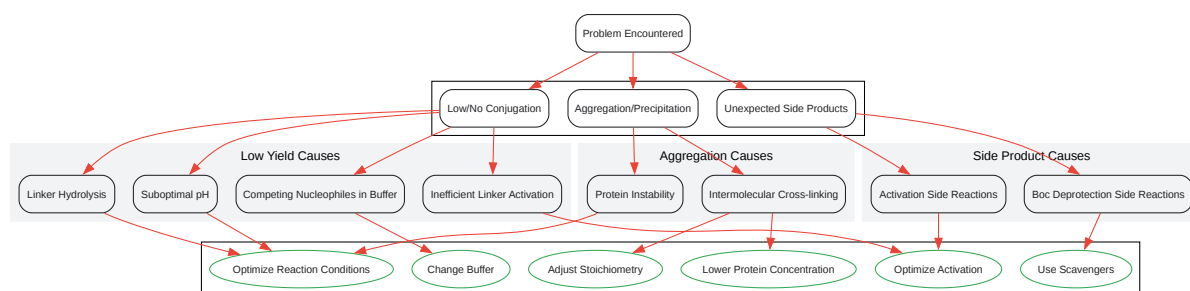 Problem Encountered
Low/No Conjugation
Aggregation/Precipitation
Unexpected Side Products
Low Yield Causes
Aggregation Causes
Side Product Causes
Linker Hydrolysis
Suboptimal pH
Competing Nucleophiles in Buffer
Inefficient Linker Activation
Protein Instability
Intermolecular Cross-linking
Activation Side Reactions
Boc Deprotection Side Reactions
Optimize Reaction Conditions
Change Buffer
Adjust Stoichiometry
Lower Protein Concentration
Optimize Activation
Use Scavengers